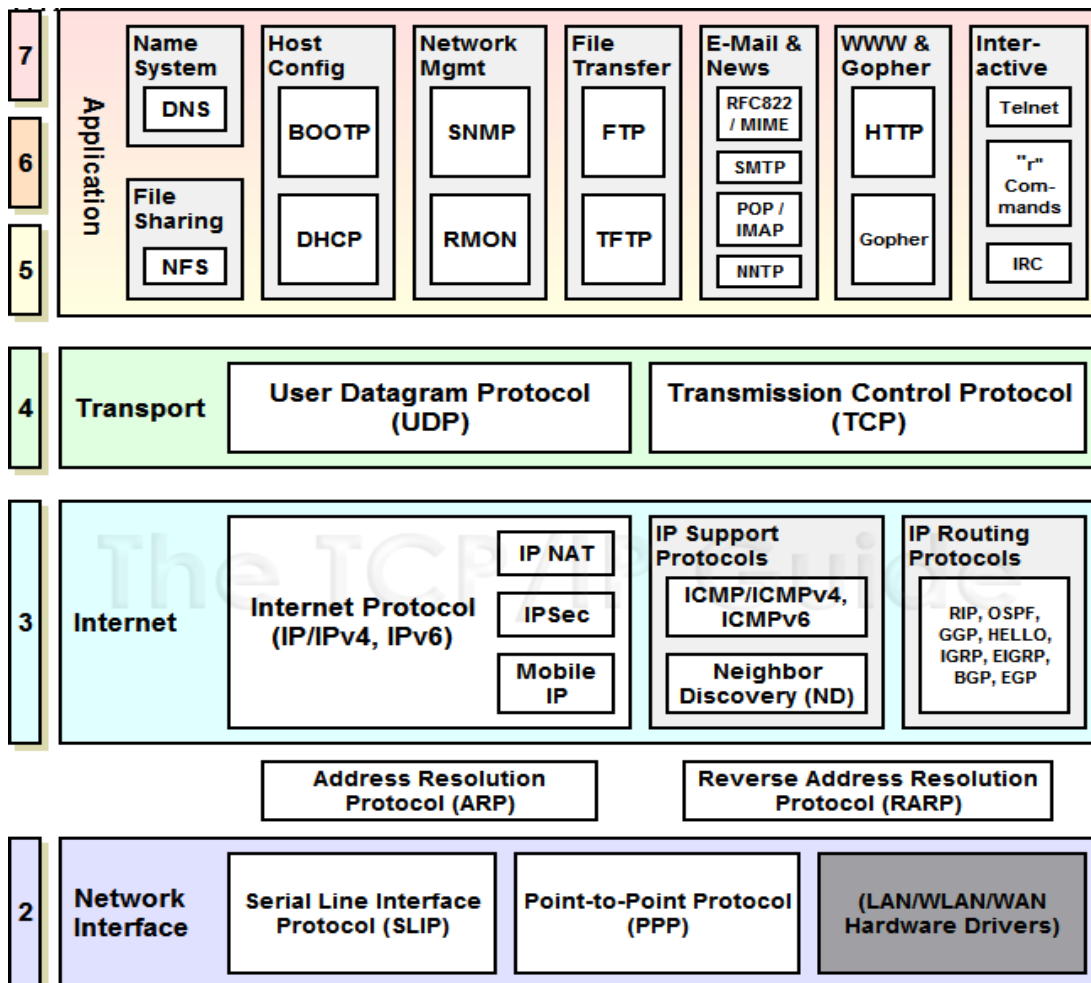 7
6
5
Application
Name
System
DNS
File
Sharing
NFS
Host
Config
BOOTP
DHCP
Network
Mgmt
SNMP
RMON
File
Transfer
FTP
TFTP
E-Mail &
News
RFC822
/ MIME
SMTP
POP /
IMAP
NNTP
WWW &
Gopher
HTTP
Gopher
Inter-
active
Telnet
"r"
Com-
mands
IRC
4
Transport
User Datagram Protocol
(UDP)
Transmission Control Protocol
(TCP)
The TCP/IP Guide
3
Internet
Internet Protocol
(IP/IPv4, IPv6)
IP NAT
IPSec
Mobile
IP
IP Support
Protocols
ICMP/ICMPv4,
ICMPv6
Neighbor
Discovery (ND)
IP Routing
Protocols
RIP, OSPF,
GGP, HELLO,
IGRP, EIGRP,
BGP, EGP
Address Resolution
Protocol (ARP)
Reverse Address Resolution
Protocol (RARP)
2
Network
Interface
Serial Line Interface
Protocol (SLIP)
Point-to-Point Protocol
(PPP)
(LAN/WLAN/WAN
Hardware Drivers)